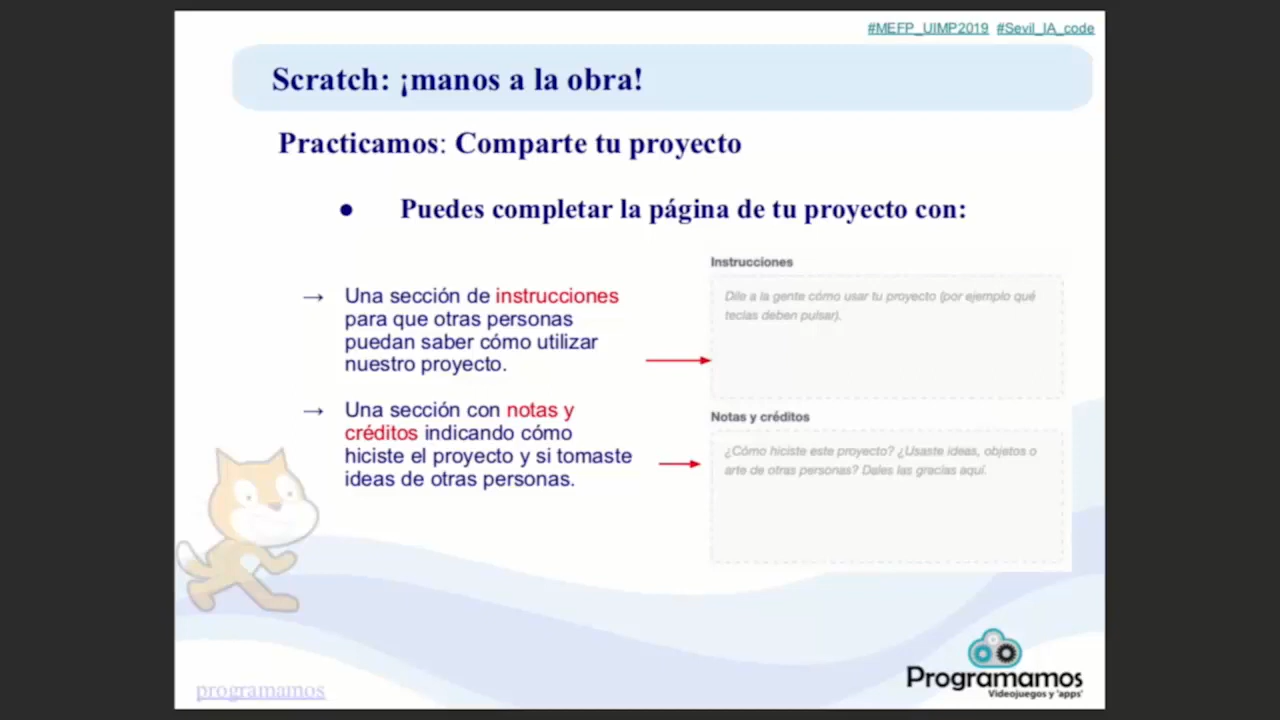 #MEFP_UIMP2019 #Sevil_IA_code
Scratch: ¡manos a la obra!
Practicamos: Comparte tu proyecto
● Puedes completar la página de tu proyecto con:
→ Una sección de instrucciones
para que otras personas
puedan saber cómo utilizar
nuestro proyecto.
→ Una sección con notas y
créditos indicando cómo
hiciste el proyecto y si tomaste
ideas de otras personas.
Instrucciones
Dile a la gente cómo usar tu proyecto (por ejemplo qué
teclas deben pulsar).
Notas y créditos
¿Cómo hiciste este proyecto? ¿Usaste ideas, objetos o
arte de otras personas? Dales las gracias aquí.
programamos
Programamos
Videojuegos y 'apps'